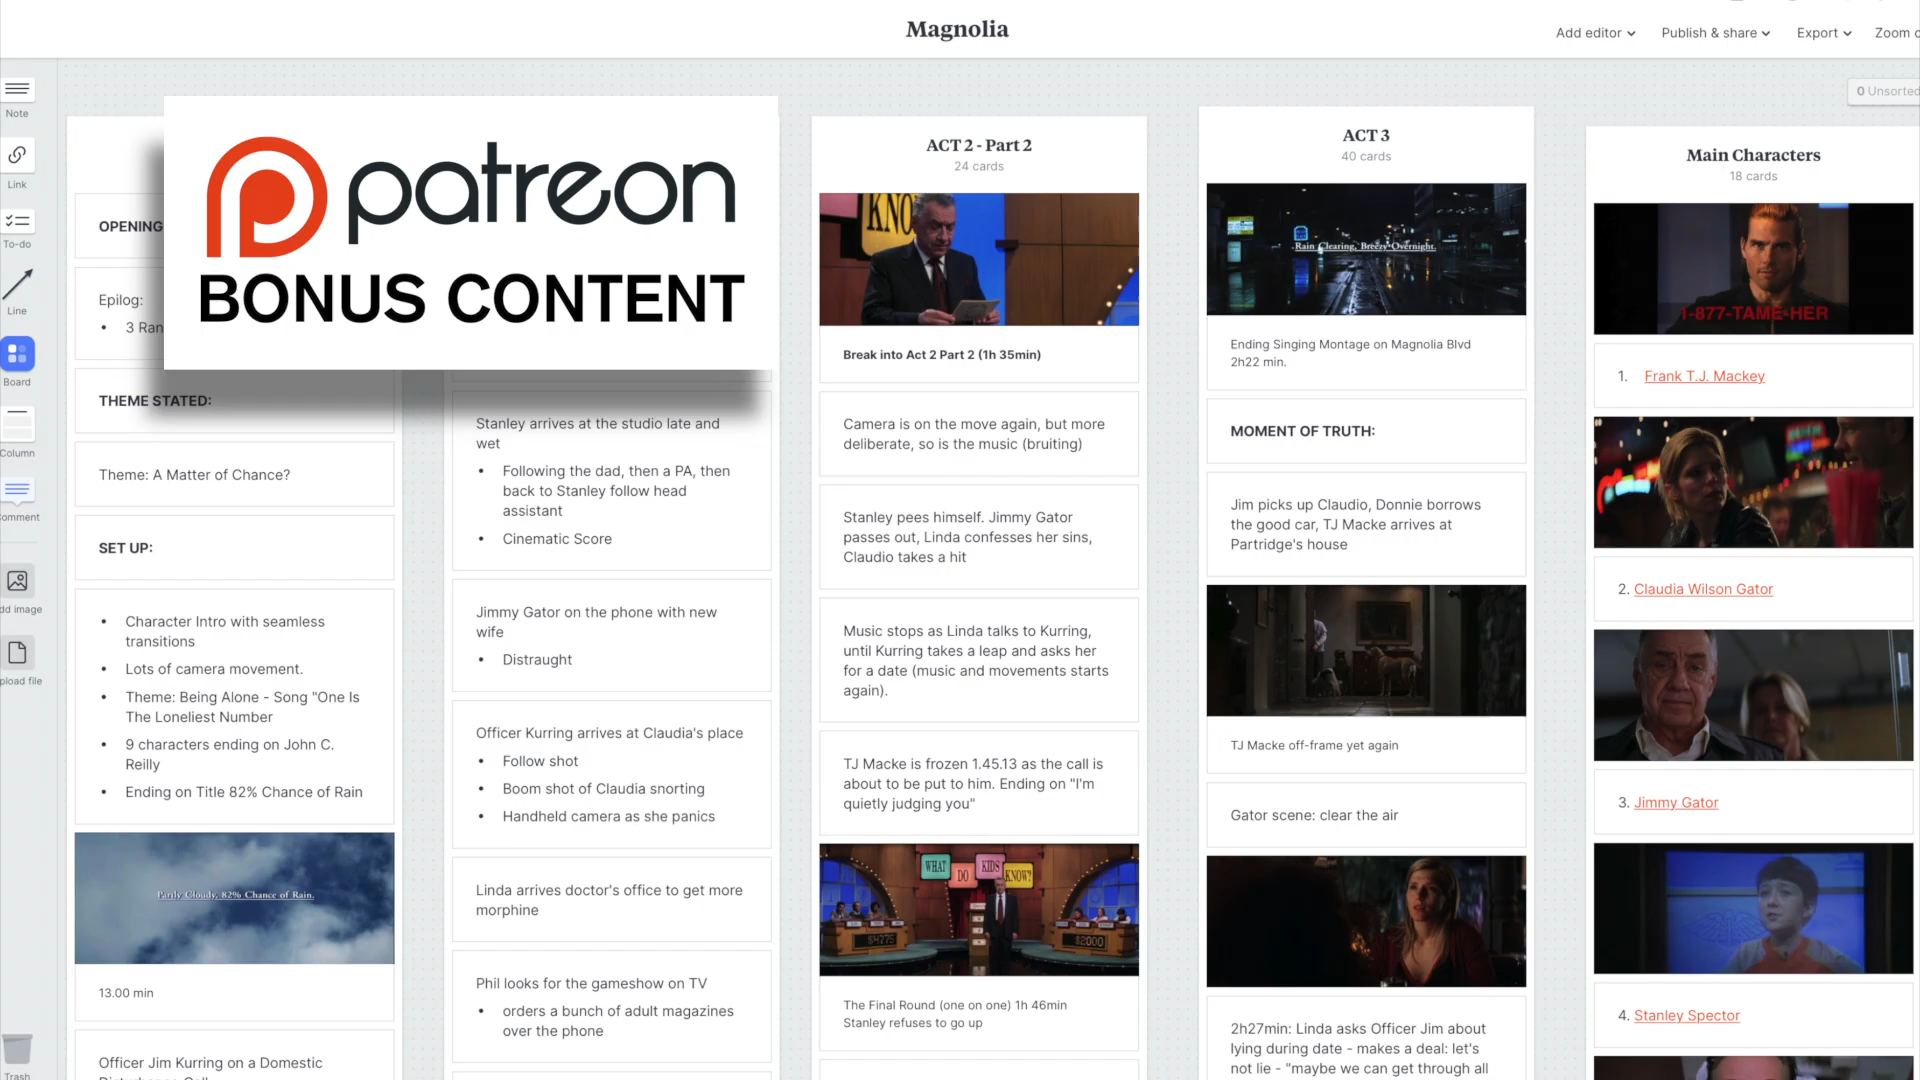 Magnolia
Add editor
Publish & share
Export
Zoom
0 Unsorted
Note
Link
To-do
Line
Board
Column
Comment
Trash
patreon
BONUS CONTENT
OPENING
Epilog:
• 3 Ran
THEME STATED:
Theme: A Matter of Chance?
SET UP:
• Character Intro with seamless
transitions
• Lots of camera movement.
• Theme: Being Alone - Song "One Is
The Loneliest Number
• 9 characters ending on John C.
Reilly
• Ending on Title 82% Chance of Rain
Partly Cloudy, 82% Chance of Rain.
13.00 min
Officer Jim Kurring on a Domestic
Stanley arrives at the studio late and
wet
• Following the dad, then a PA, then
back to Stanley follow head
assistant
• Cinematic Score
Jimmy Gator on the phone with new
wife
• Distraught
Officer Kurring arrives at Claudia's place
• Follow shot
• Boom shot of Claudia snorting
• Handheld camera as she panics
Linda arrives doctor's office to get more
morphine
Phil looks for the gameshow on TV
• orders a bunch of adult magazines
over the phone
ACT 2 - Part 2
24 cards
KNO
Break into Act 2 Part 2 (1h 35min)
Camera is on the move again, but more
deliberate, so is the music (bruiting)
Stanley pees himself. Jimmy Gator
passes out, Linda confesses her sins,
Claudio takes a hit
Music stops as Linda talks to Kurring,
until Kurring takes a leap and asks her
for a date (music and movements starts
again).
TJ Macke is frozen 1.45.13 as the call is
about to be put to him. Ending on "I'm
quietly judging you"
WHAT DO KIDS KNOW?
$4775
$2000
The Final Round (one on one) 1h 46min
Stanley refuses to go up
ACT 3
40 cards
Rain Clearing, Breezy Overnight.
Ending Singing Montage on Magnolia Blvd
2h22 min.
MOMENT OF TRUTH:
Jim picks up Claudio, Donnie borrows
the good car, TJ Macke arrives at
Partridge's house
TJ Macke off-frame yet again
Gator scene: clear the air
2h27min: Linda asks Officer Jim about
lying during date - makes a deal: let's
not lie - "maybe we can get through all
Main Characters
18 cards
1-877-TAME-HER
1. Frank T.J. Mackey
2. Claudia Wilson Gator
3. Jimmy Gator
4. Stanley Spector